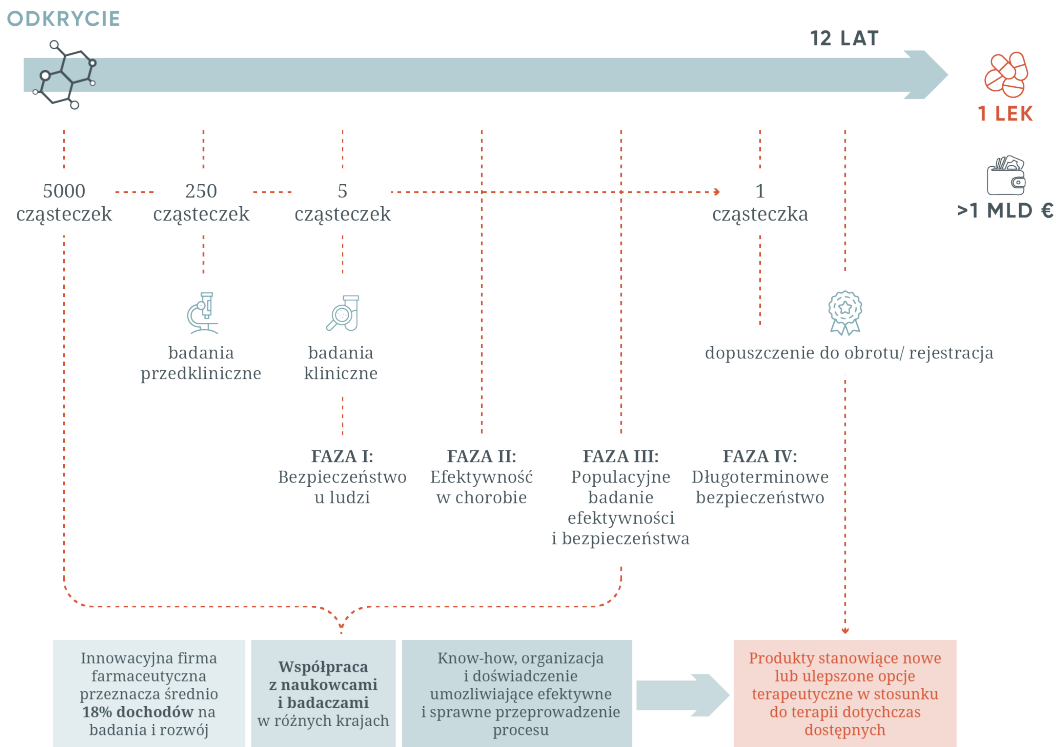 ODKRYCIE
12 LAT
1 LEK
>1 MLD €
5000
cząsteczek
250
cząsteczek
5
cząsteczek
1
cząsteczka
badania
przedkliniczne
badania
kliniczne
dopuszczenie do obrotu/ rejestracja
FAZA I:
Bezpieczeństwo
u ludzi
FAZA II:
Efektywność
w chorobie
FAZA III:
Populacyjne
badanie
efektywności
i bezpieczeństwa
FAZA IV:
Długoterminowe
bezpieczeństwo
Innowacyjna firma
farmaceutyczna
przeznacza średnio
18% dochodów na
badania i rozwój
Współpraca
z naukowcami
i badaczami
w różnych krajach
Know-how, organizacja
i doświadczenie
umozliwiające efektywne
i sprawne przeprowadzenie
procesu
Produkty stanowiące nowe
lub ulepszone opcje
terapeutyczne w stosunku
do terapii dotychczas
dostępnych